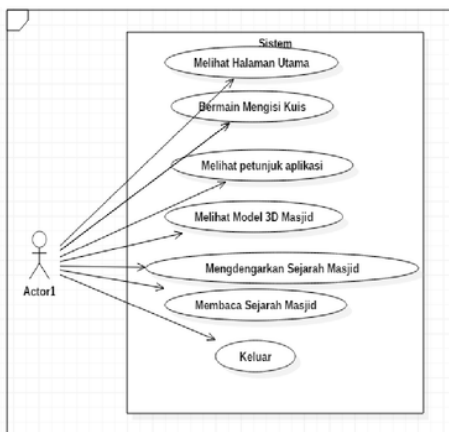 Sistem
Melihat Halaman Utama
Bermain Mengisi Kuis
Melihat petunjuk aplikasi
Melihat Model 3D Masjid
Mengdengarkan Sejarah Masjid
Membaca Sejarah Masjid
Keluar
Actor1